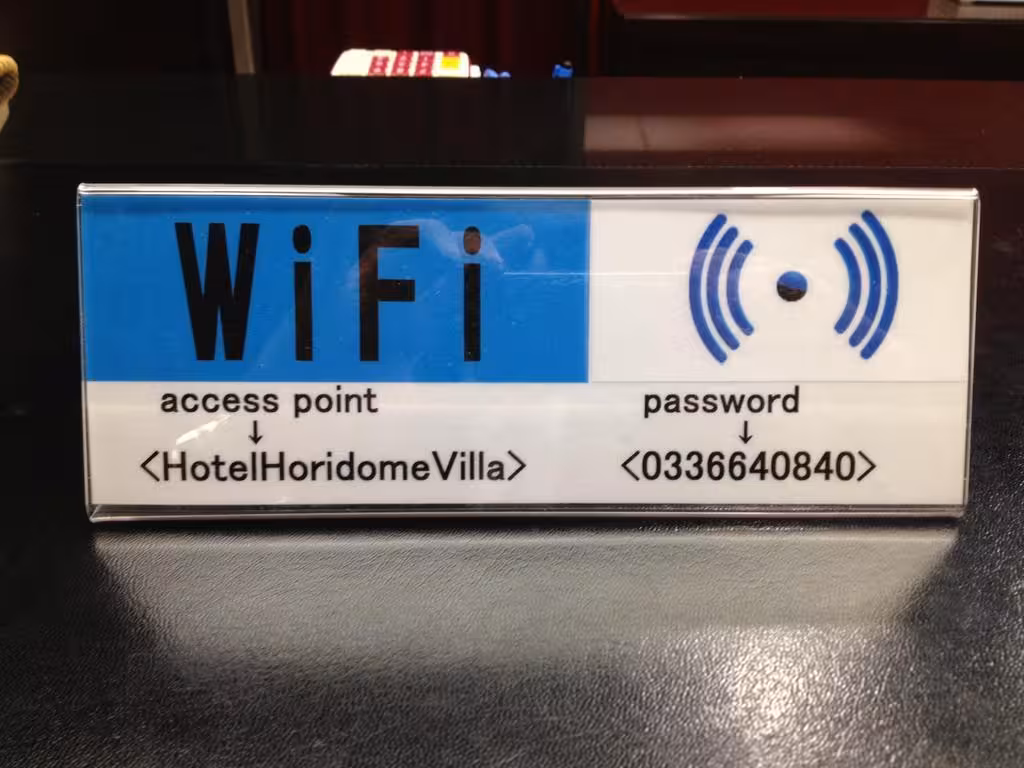 WiFi
access point
↓
<HotelHoridomeVilla>
password
↓
<0336640840>